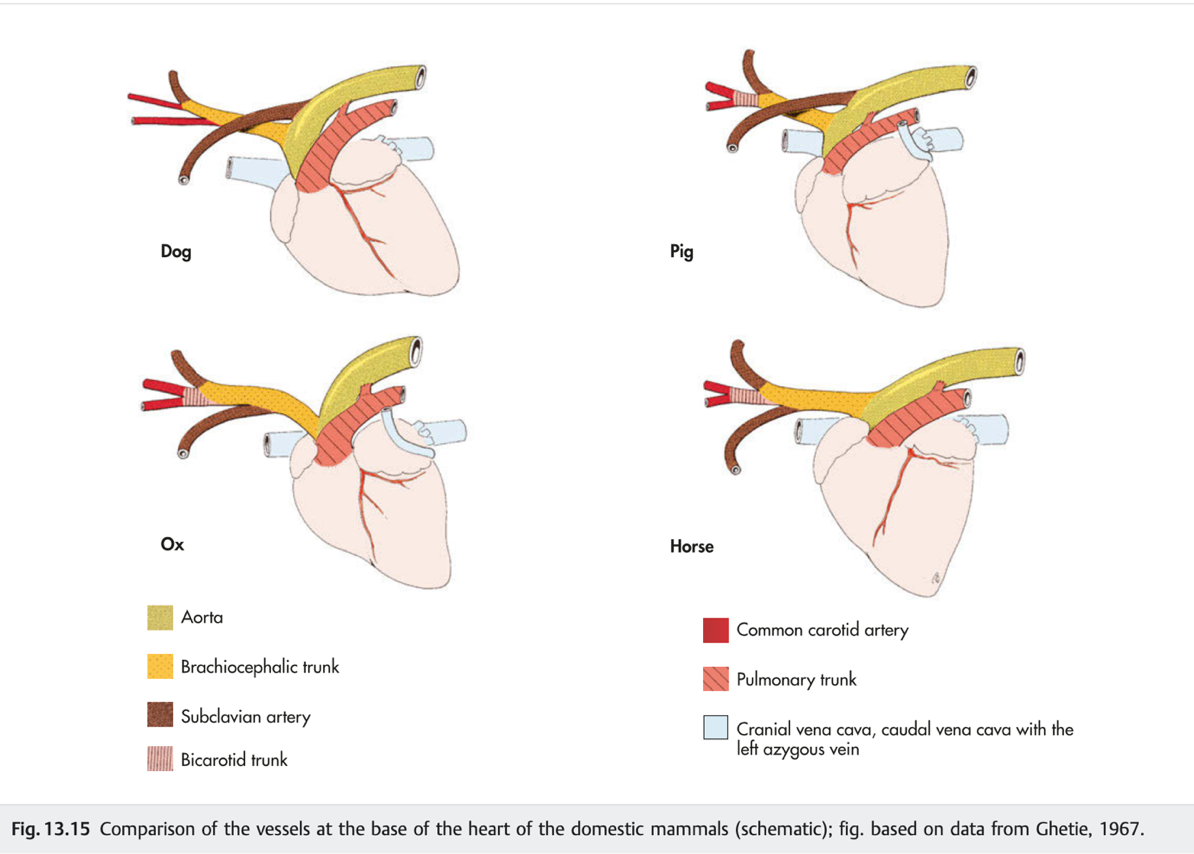 Dog
Pig
Ox
Horse
Aorta
Brachiocephalic trunk
Subclavian artery
Bicarotid trunk
Common carotid artery
Pulmonary trunk
Cranial vena cava, caudal vena cava with the
left azygous vein
Fig. 13.15 Comparison of the vessels at the base of the heart of the domestic mammals (schematic); fig. based on data from Ghetie, 1967.